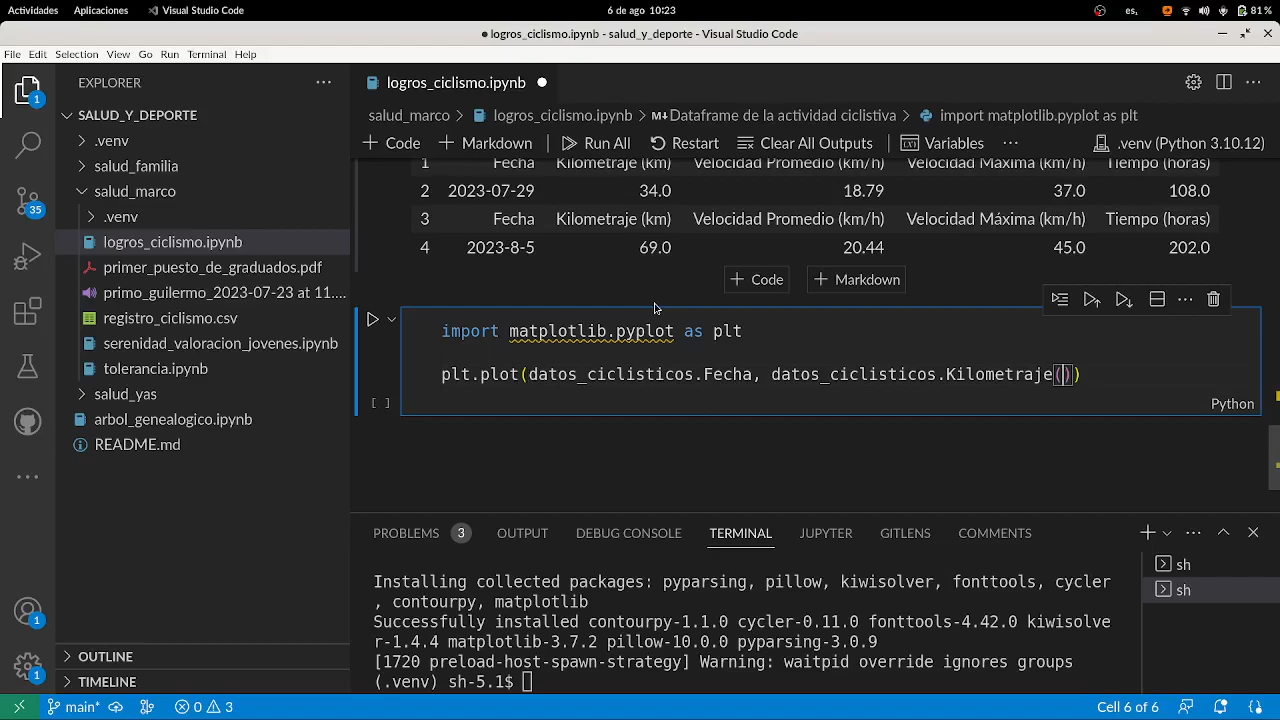 Actividades Aplicaciones Visual Studio Code 6 de ago 10:23 es, 81 %
● logros_ciclismo.ipynb - salud_y_deporte - Visual Studio Code
File Edit Selection View Go Run Terminal Help
EXPLORER
logros_ciclismo.ipynb
SALUD_Y_DEPORTE
.venv
salud_familia
salud_marco
.venv
logros_ciclismo.ipynb
primer_puesto_de_graduados.pdf
primo_guillermo_2023-07-23 at 11....
registro_ciclismo.csv
serenidad_valoracion_jovenes.ipynb
tolerancia.ipynb
salud_yas
arbol_genealogico.ipynb
README.md
OUTLINE
TIMELINE
1
35
1
1
salud_marco > logros_ciclismo.ipynb > Dataframe de la actividad ciclistiva > import matplotlib.pyplot as plt
+ Code + Markdown Run All Restart Clear All Outputs Variables ... .venv (Python 3.10.12)
1 Fecha Kilometraje (km) Velocidad Promedio (km/h) Velocidad Máxima (km/h) Tiempo (horas)
2 2023-07-29 34.0 18.79 37.0 108.0
3 Fecha Kilometraje (km) Velocidad Promedio (km/h) Velocidad Máxima (km/h) Tiempo (horas)
4 2023-8-5 69.0 20.44 45.0 202.0
+ Code + Markdown
import matplotlib.pyplot as plt
plt.plot(datos_ciclisticos.Fecha, datos_ciclisticos.Kilometraje())
[ ] Python
PROBLEMS 3 OUTPUT DEBUG CONSOLE TERMINAL JUPYTER GITLENS COMMENTS
Installing collected packages: pyparsing, pillow, kiwisolver, fonttools, cycler
, contourpy, matplotlib
Successfully installed contourpy-1.1.0 cycler-0.11.0 fonttools-4.42.0 kiwisolve
r-1.4.4 matplotlib-3.7.2 pillow-10.0.0 pyparsing-3.0.9
[1720 preload-host-spawn-strategy] Warning: waitpid override ignores groups
(.venv) sh-5.1$
sh
sh
main* 0 3 Cell 6 of 6